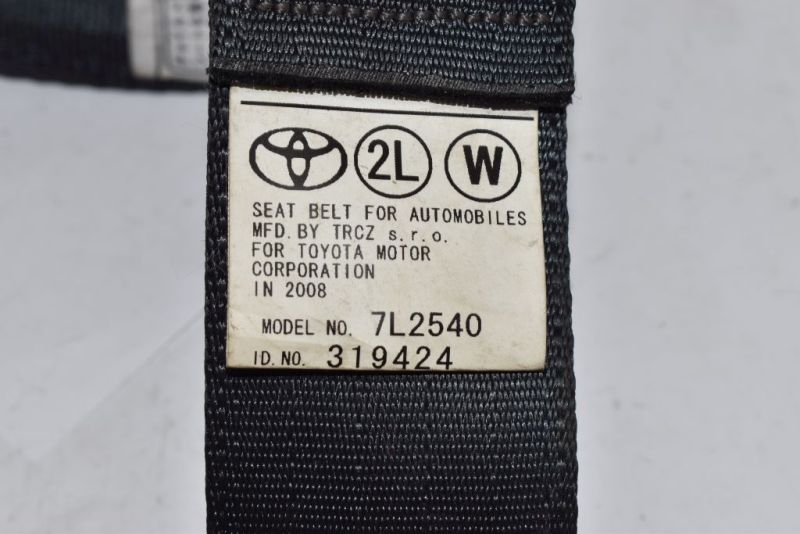 2L W
SEAT BELT FOR AUTOMOBILES
MFD. BY TRCZ s.r.o.
FOR TOYOTA MOTOR
CORPORATION
IN 2008
MODEL NO. 7L2540
ID. NO. 319424